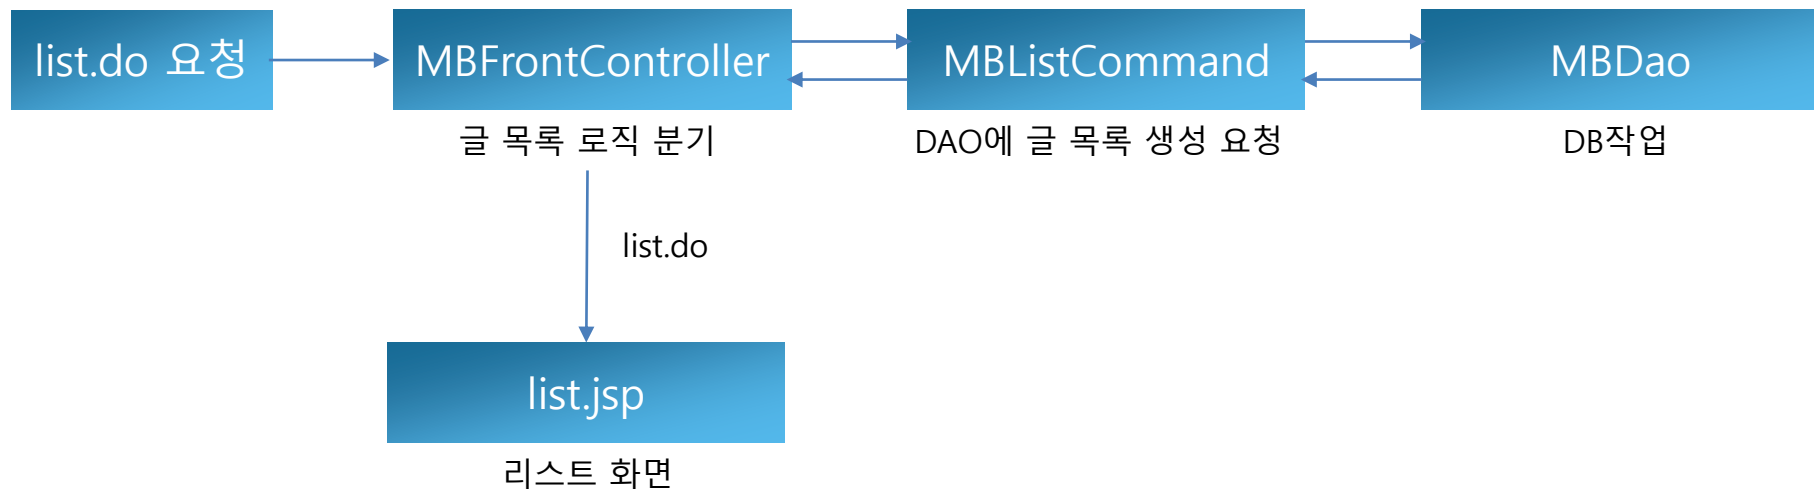 list.do 요청
MBFrontController
MBListCommand
MBDao
글 목록 로직 분기
DAO에 글 목록 생성 요청
DB작업
list.do
list.jsp
리스트 화면